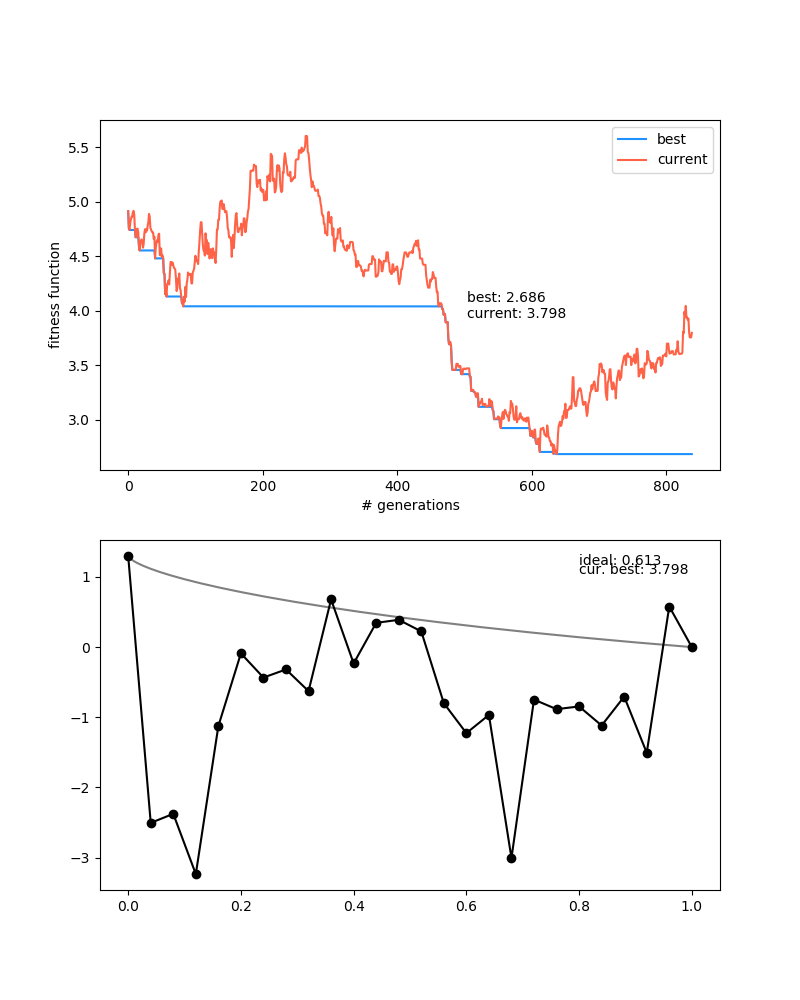 5.5
5.0
4.5
4.0
3.5
3.0
fitness function
best
current
best: 2.686
current: 3.798
0
200
400
600
800
# generations
ideal: 0.613
cur. best: 3.798
1
0
−1
−2
−3
0.0
0.2
0.4
0.6
0.8
1.0